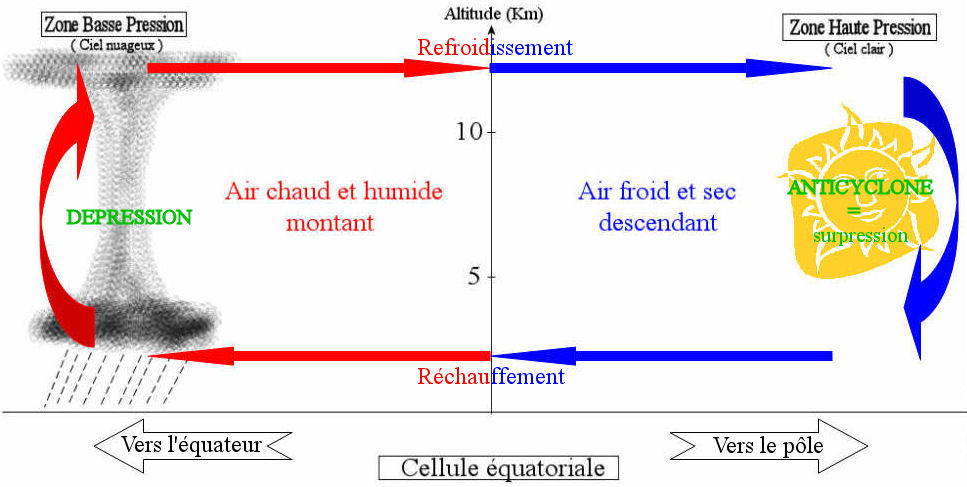 Zone Basse Pression
( Ciel nuageux )
Altitude (Km)
Zone Haute Pression
( Ciel clair )
Refroidissement
10
Air chaud et humide
montant
Air froid et sec
descendant
DEPRESSION
ANTICYCLONE
=
surpression
5
Réchauffement
Vers l'équateur
Vers le pôle
Cellule équatoriale